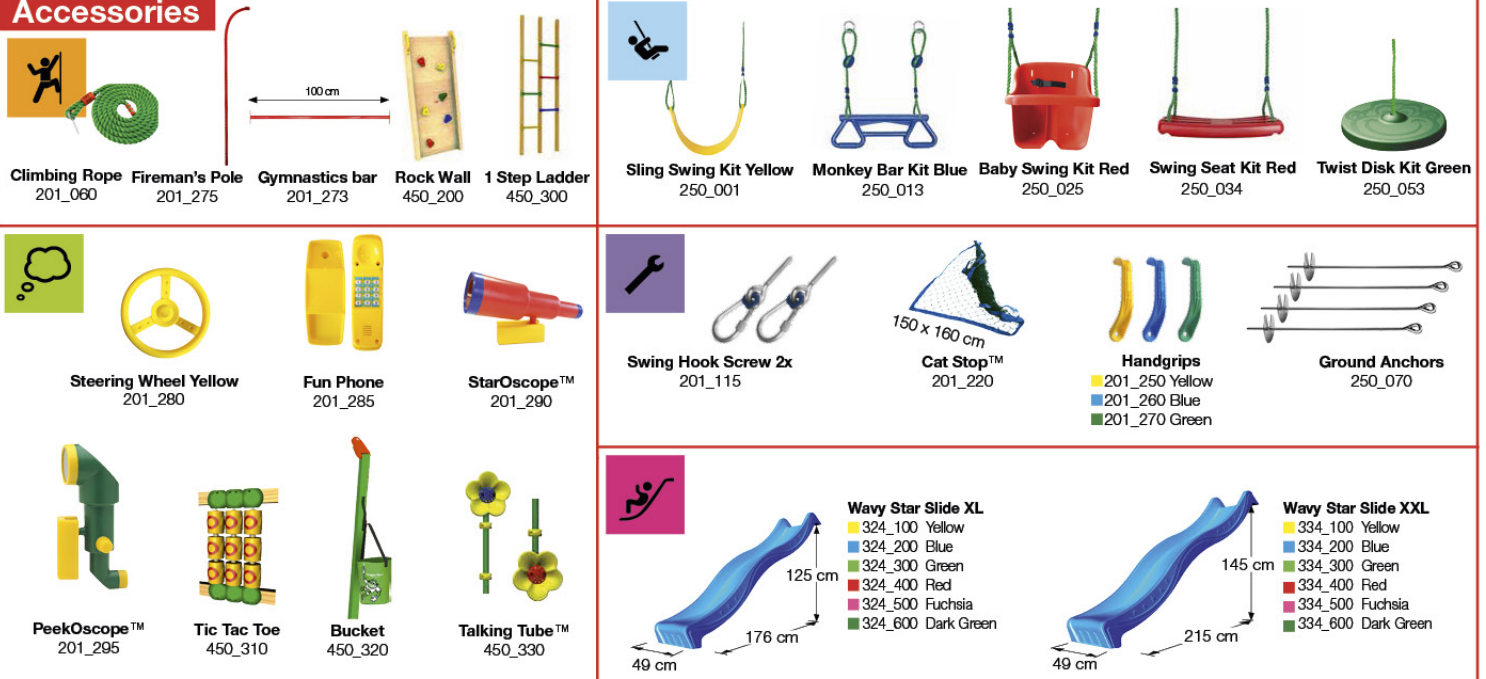 Accessories
100 cm
Climbing Rope
201_060
Fireman's Pole
201_275
Gymnastics bar
201_273
Rock Wall
450_200
1 Step Ladder
450_300
Sling Swing Kit Yellow
250_001
Monkey Bar Kit Blue
250_013
Baby Swing Kit Red
250_025
Swing Seat Kit Red
250_034
Twist Disk Kit Green
250_053
Steering Wheel Yellow
201_280
Fun Phone
201_285
StarOscope™
201_290
PeekOscope™
201_295
Tic Tac Toe
450_310
Bucket
450_320
Talking Tube™
450_330
Swing Hook Screw 2x
201_115
150 x 160 cm
Cat Stop™
201_220
Handgrips
201_250 Yellow
201_260 Blue
201_270 Green
Ground Anchors
250_070
Wavy Star Slide XL
324_100 Yellow
324_200 Blue
324_300 Green
324_400 Red
324_500 Fuchsia
324_600 Dark Green
125 cm
176 cm
49 cm
Wavy Star Slide XXL
334_100 Yellow
334_200 Blue
334_300 Green
334_400 Red
334_500 Fuchsia
334_600 Dark Green
145 cm
215 cm
49 cm